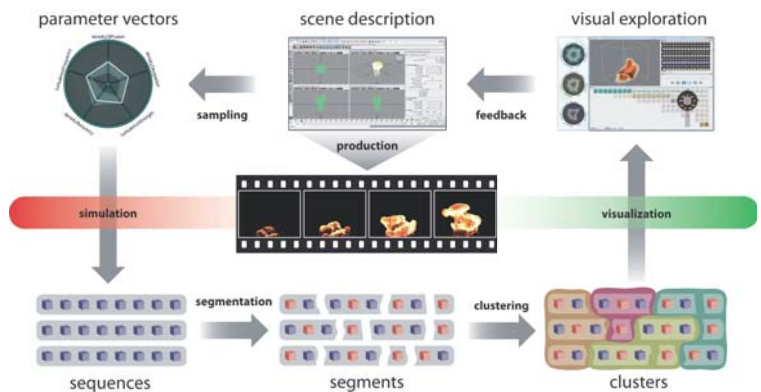 parameter vectors
scene description
visual exploration
sampling
feedback
production
simulation
visualization
segmentation
clustering
sequences
segments
clusters